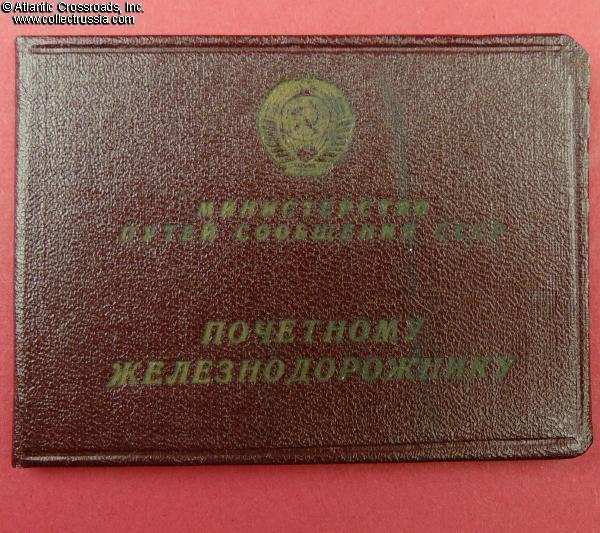 © Atlantic Crossroads, Inc.
www.collectrussia.com
МИНИСТЕРСТВО
ПУТЕЙ СООБЩЕНИЯ СССР
ПОЧЕТНОМУ
ЖЕЛЕЗНОДОРОЖНИКУ